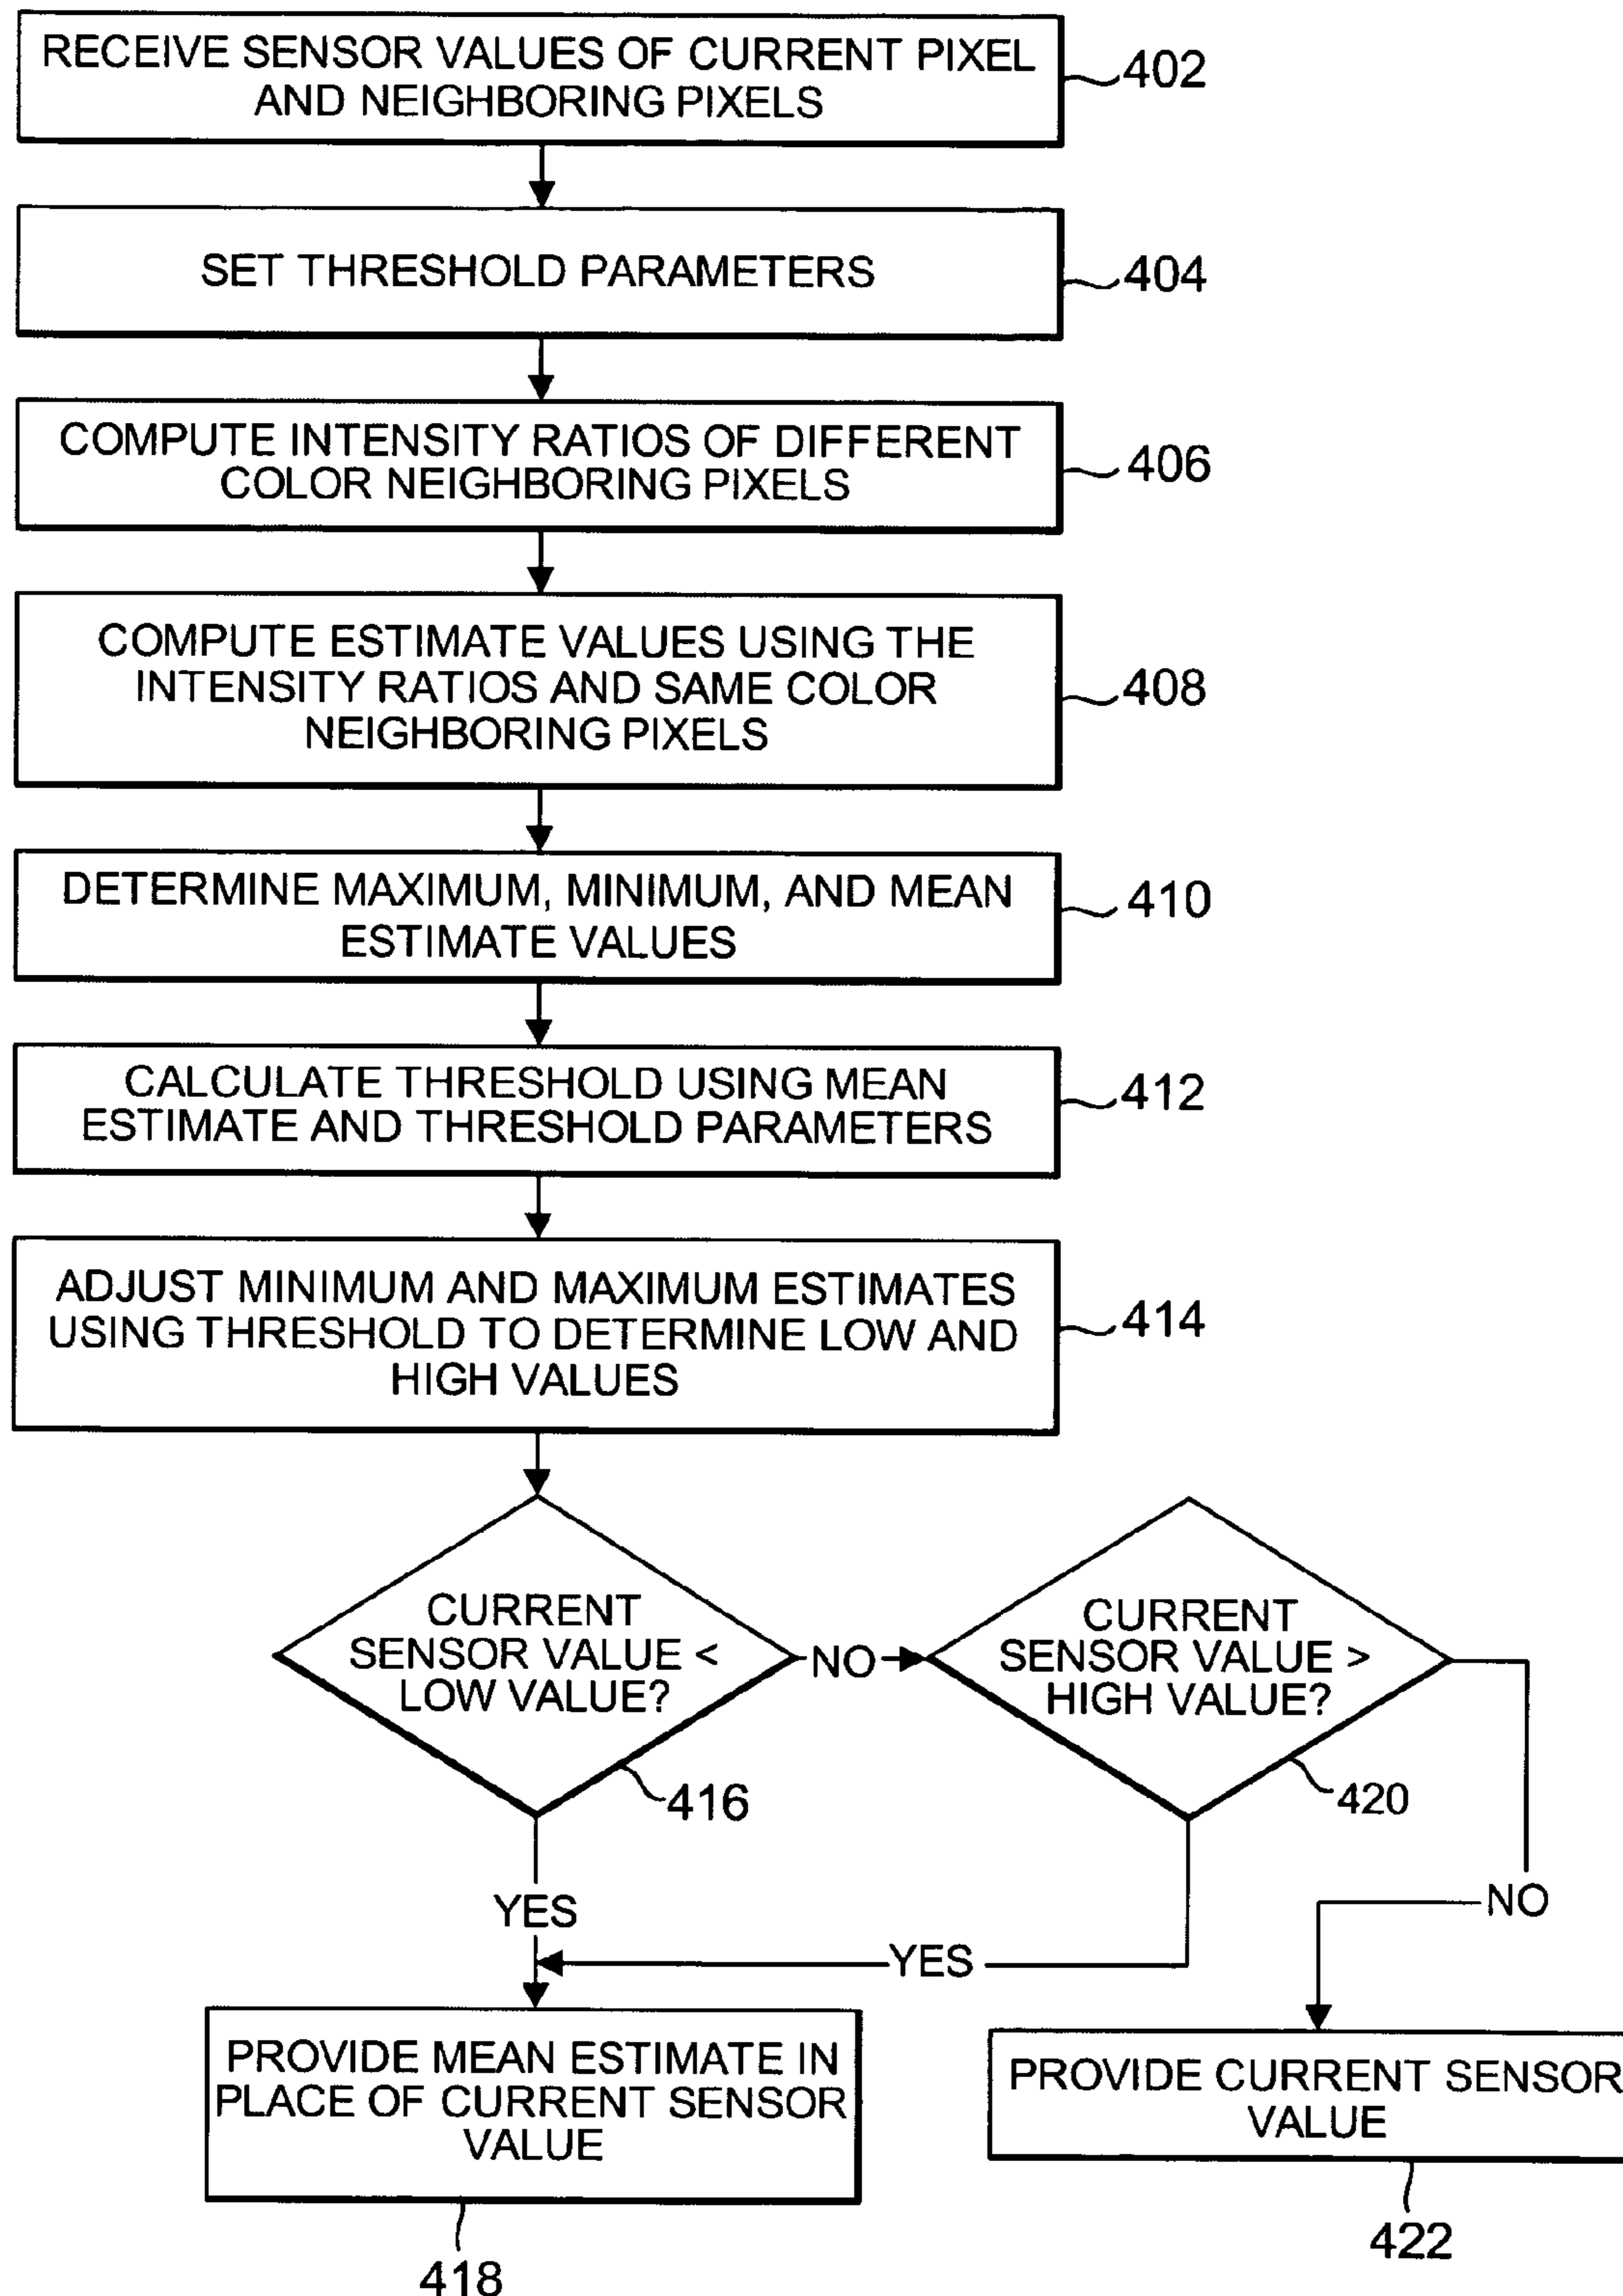 RECEIVE SENSOR VALUES OF CURRENT PIXEL
AND NEIGHBORING PIXELS
402
SET THRESHOLD PARAMETERS
404
COMPUTE INTENSITY RATIOS OF DIFFERENT
COLOR NEIGHBORING PIXELS
406
COMPUTE ESTIMATE VALUES USING THE
INTENSITY RATIOS AND SAME COLOR
NEIGHBORING PIXELS
408
DETERMINE MAXIMUM, MINIMUM, AND MEAN
ESTIMATE VALUES
410
CALCULATE THRESHOLD USING MEAN
ESTIMATE AND THRESHOLD PARAMETERS
412
ADJUST MINIMUM AND MAXIMUM ESTIMATES
USING THRESHOLD TO DETERMINE LOW AND
HIGH VALUES
414
CURRENT
SENSOR VALUE <
LOW VALUE?
416
NO
CURRENT
SENSOR VALUE >
HIGH VALUE?
420
YES
YES
NO
PROVIDE MEAN ESTIMATE IN
PLACE OF CURRENT SENSOR
VALUE
418
PROVIDE CURRENT SENSOR
VALUE
422